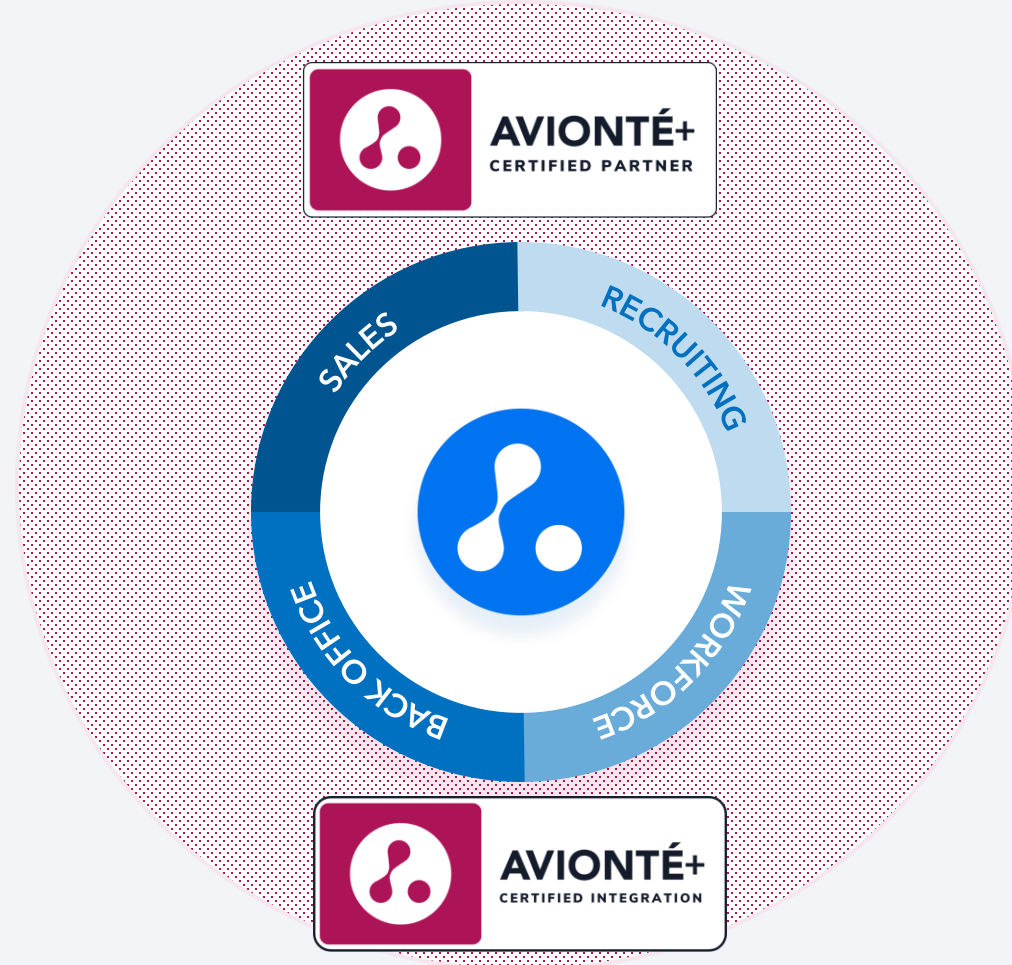 AVIONTÉ+
CERTIFIED PARTNER
SALES
RECRUITING
BACK OFFICE
WORKFORCE
AVIONTÉ+
CERTIFIED INTEGRATION